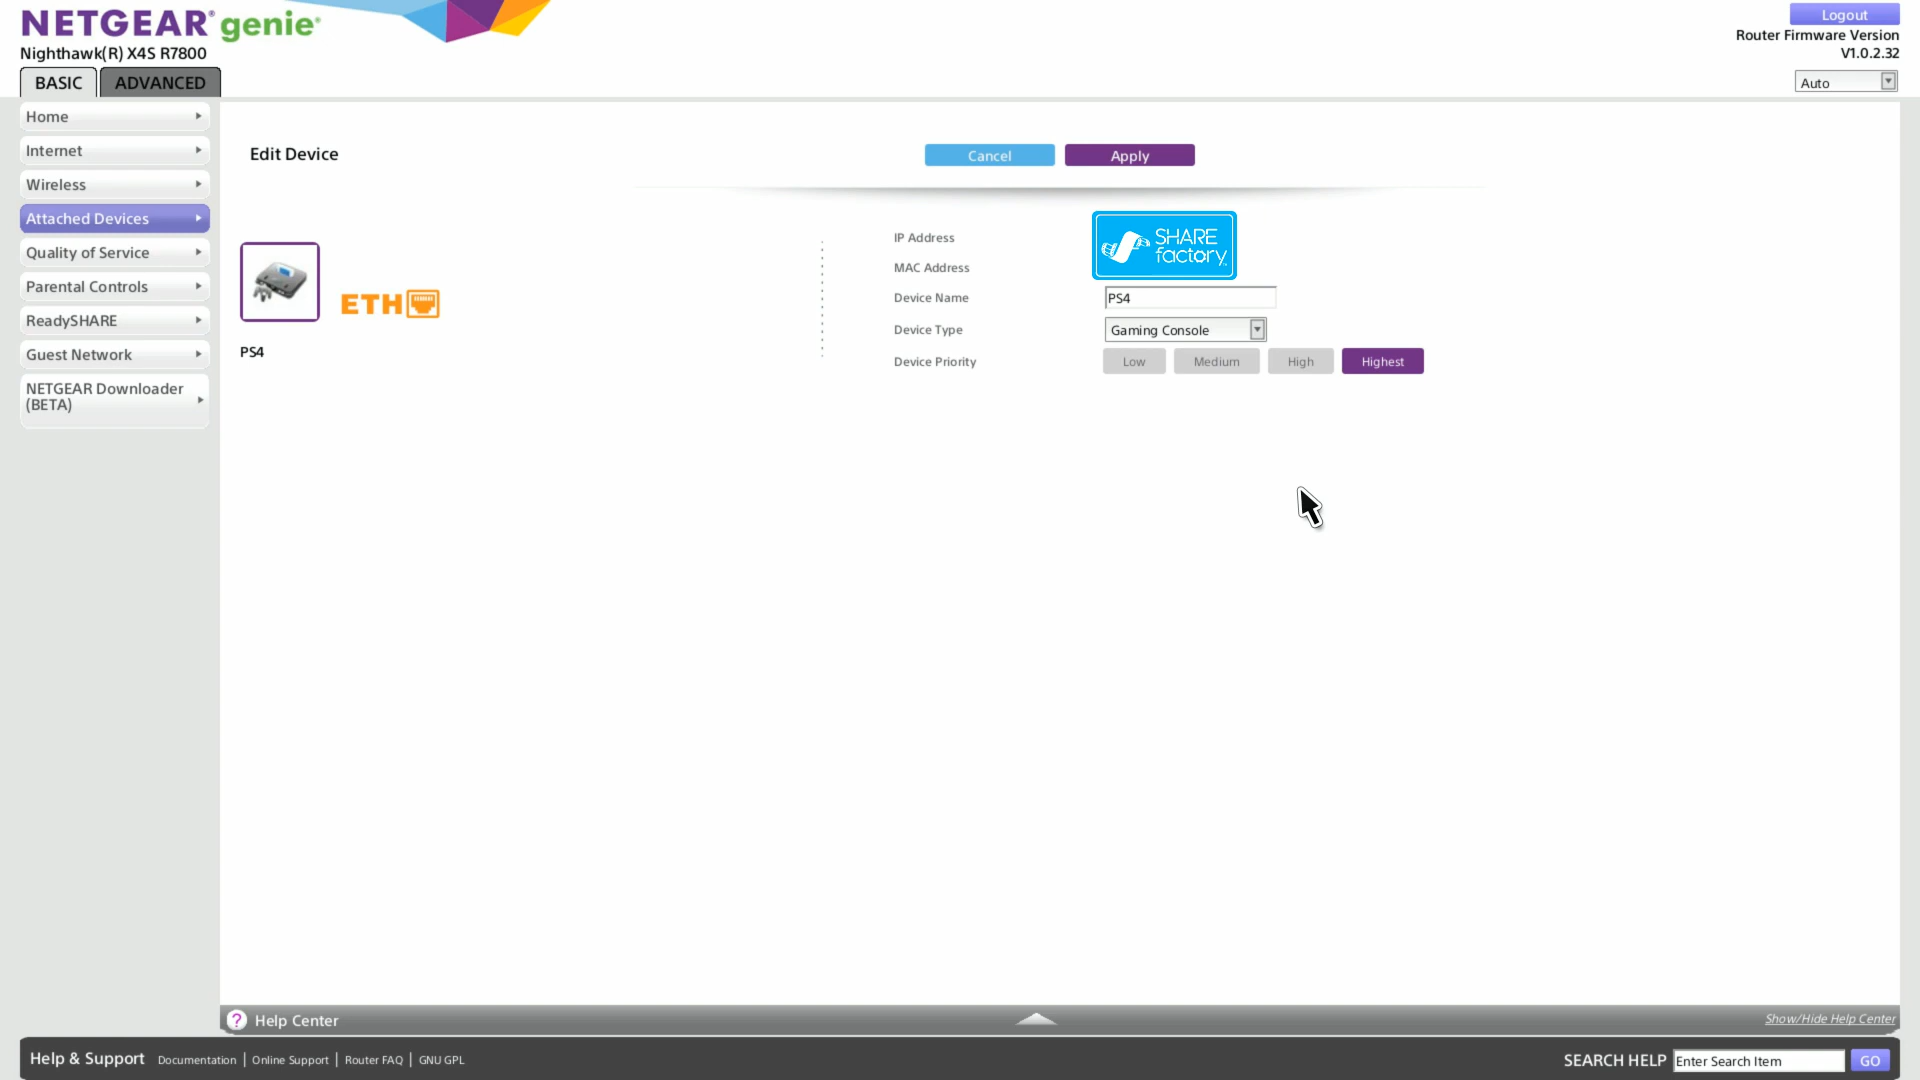 NETGEAR® genie®
Logout
Nighthawk(R) X4S R7800
Router Firmware Version
V1.0.2.32
BASIC
ADVANCED
Auto
Home
Internet
Wireless
Attached Devices
Quality of Service
Parental Controls
ReadySHARE
Guest Network
NETGEAR Downloader
(BETA)
Edit Device
Cancel
Apply
ETH
PS4
IP Address
MAC Address
SHARE
factory™
Device Name
PS4
Device Type
Gaming Console
Device Priority
Low
Medium
High
Highest
? Help Center
Show/Hide Help Center
Help & Support
Documentation | Online Support | Router FAQ | GNU GPL
SEARCH HELP
Enter Search Item
GO